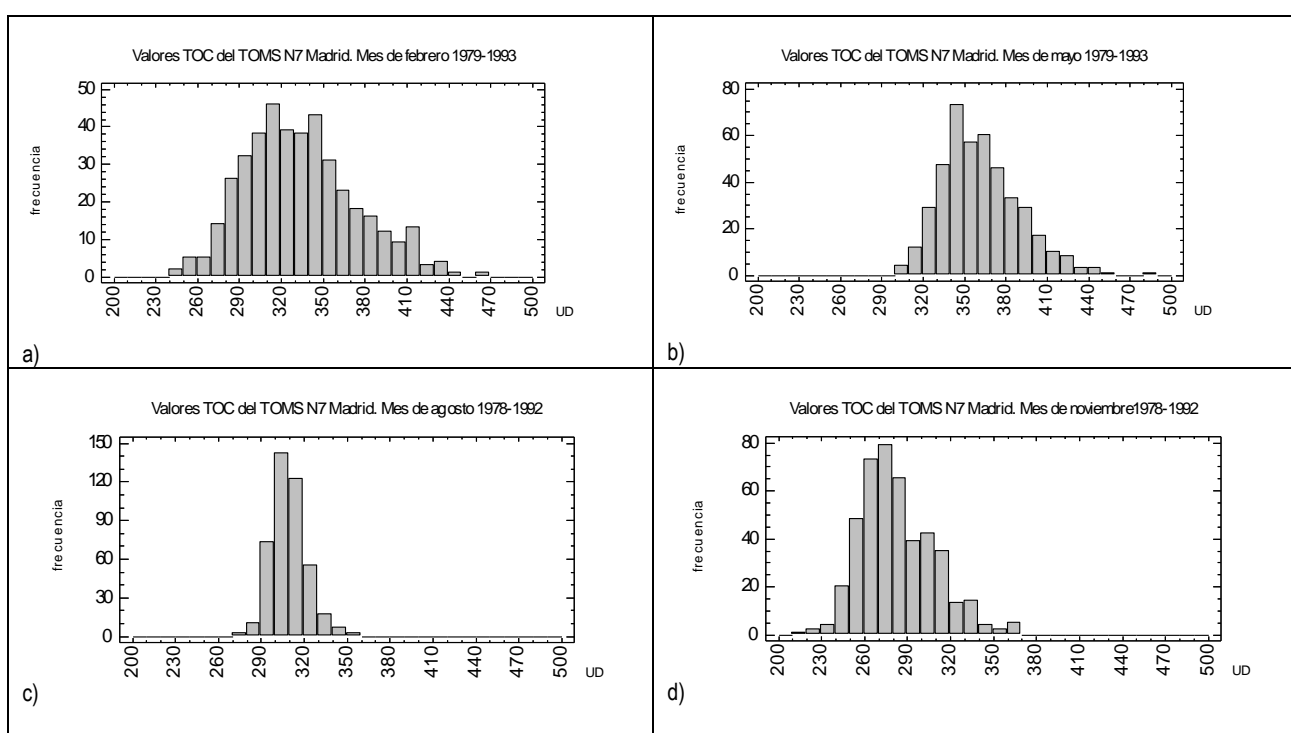 Valores TOC del TOMS N7 Madrid. Mes de febrero 1979-1993
50
40
30
20
10
0
frecuencia
200 230 260 290 320 350 380 410 440 470 500 UD
a)
Valores TOC del TOMS N7 Madrid. Mes de mayo 1979-1993
80
60
40
20
0
frecuencia
200 230 260 290 320 350 380 410 440 470 500 UD
b)
Valores TOC del TOMS N7 Madrid. Mes de agosto 1978-1992
150
120
90
60
30
0
frecuencia
200 230 260 290 320 350 380 410 440 470 500 UD
c)
Valores TOC del TOMS N7 Madrid. Mes de noviembre1978-1992
80
60
40
20
0
frecuencia
200 230 260 290 320 350 380 410 440 470 500 UD
d)